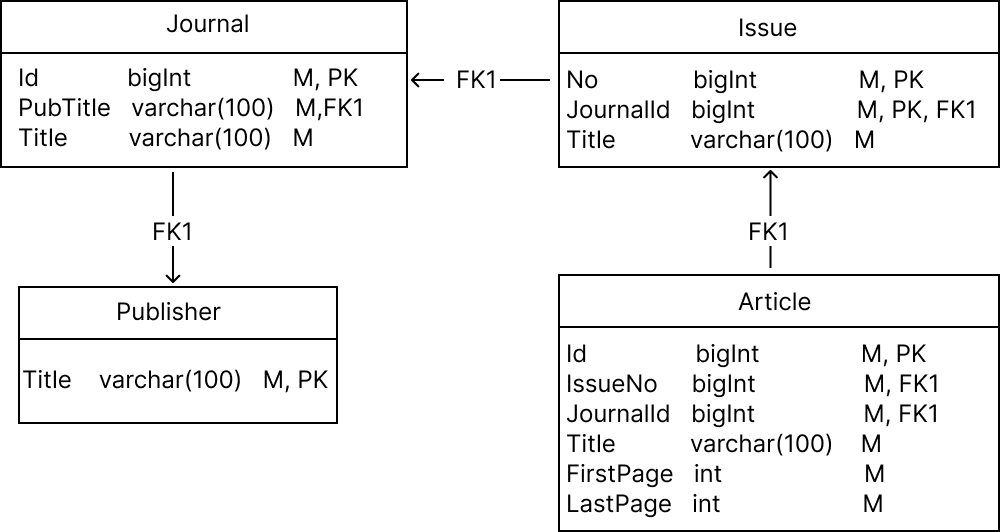 Journal
Id bigInt M, PK
PubTitle varchar(100) M,FK1
Title varchar(100) M
FK1
Issue
No bigInt M, PK
JournalId bigInt M, PK, FK1
Title varchar(100) M
FK1
FK1
Publisher
Title varchar(100) M, PK
Article
Id bigInt M, PK
IssueNo bigInt M, FK1
JournalId bigInt M, FK1
Title varchar(100) M
FirstPage int M
LastPage int M